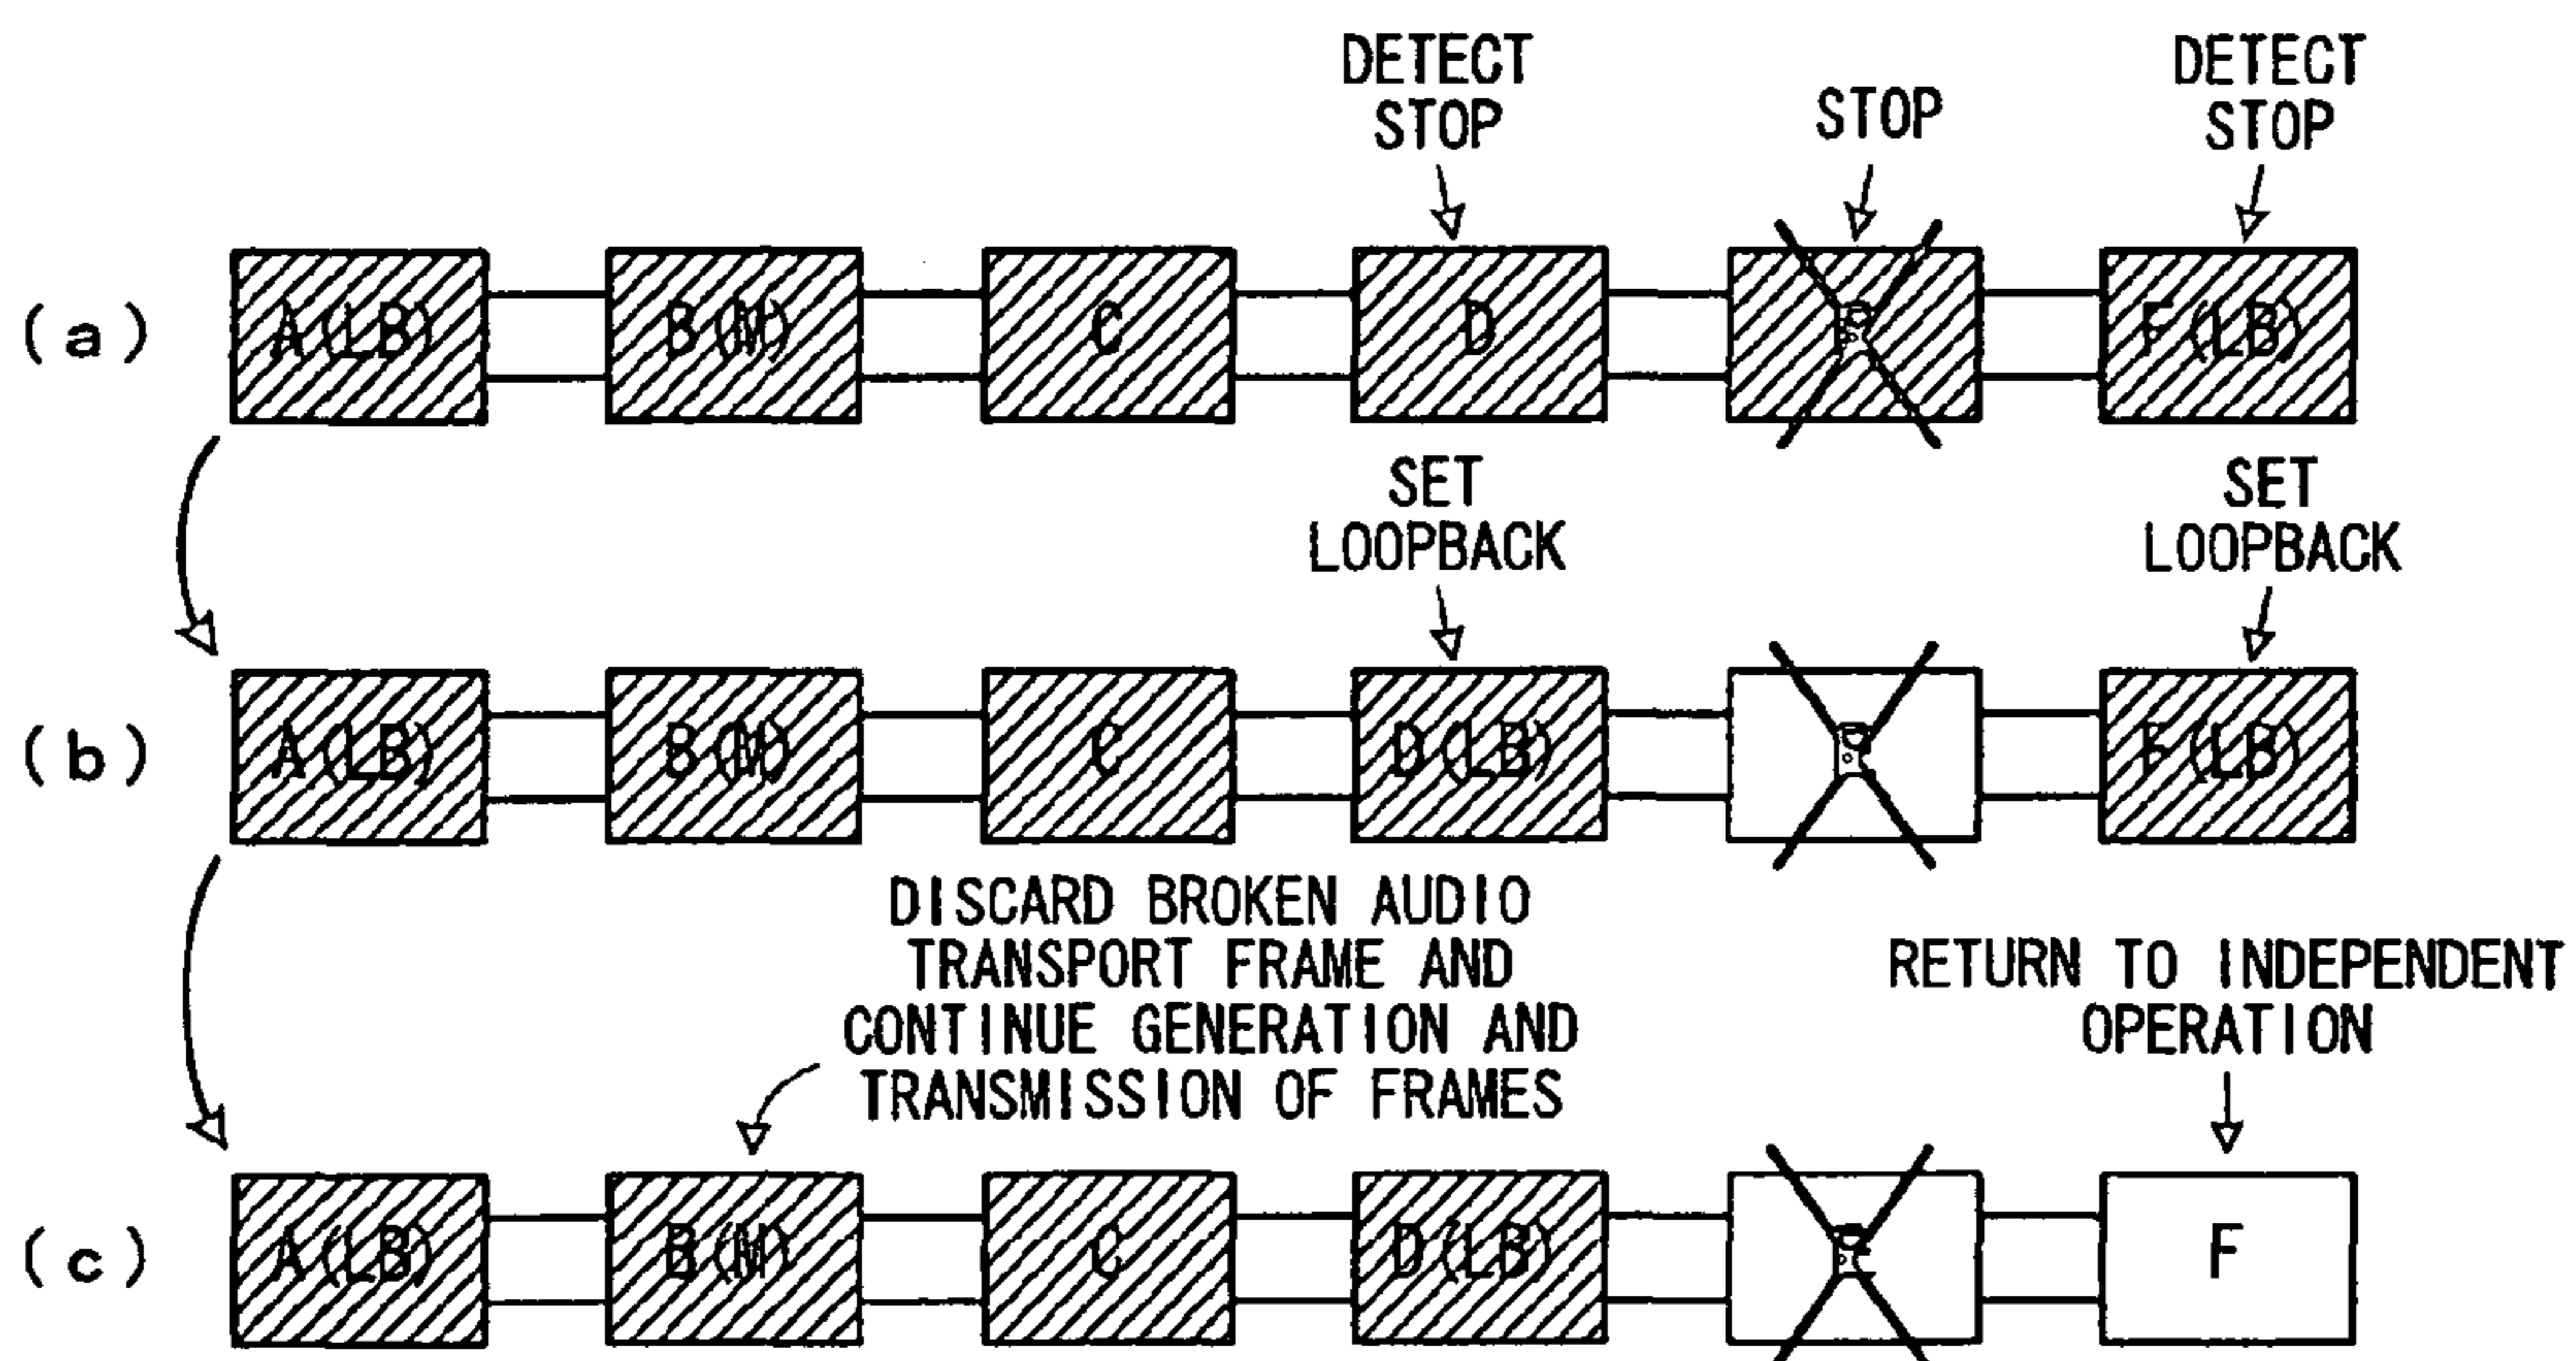 DETECT
STOP
STOP
DETECT
STOP
(a)
A (LB)
B (M)
C
D
F (LB)
SET
LOOPBACK
SET
LOOPBACK
(b)
A (LB)
B (M)
C
D (LB)
F (LB)
DISCARD BROKEN AUDIO
TRANSPORT FRAME AND
CONTINUE GENERATION AND
TRANSMISSION OF FRAMES
RETURN TO INDEPENDENT
OPERATION
(c)
A (LB)
B (M)
C
D (LB)
F